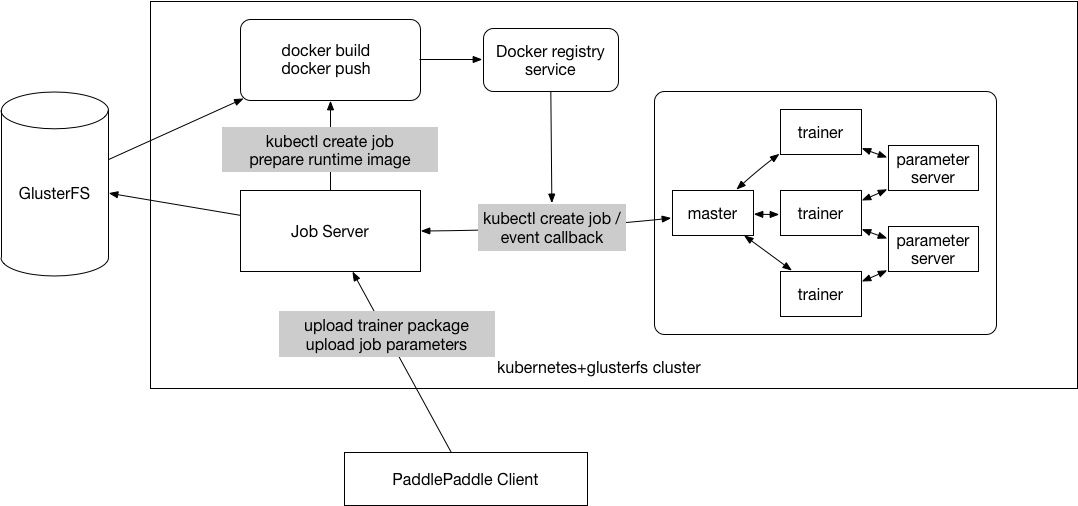 docker build
docker push
Docker registry
service
kubectl create job
prepare runtime image
GlusterFS
Job Server
kubectl create job /
event callback
master
trainer
trainer
trainer
parameter
server
parameter
server
upload trainer package
upload job parameters
kubernetes+glusterfs cluster
PaddlePaddle Client